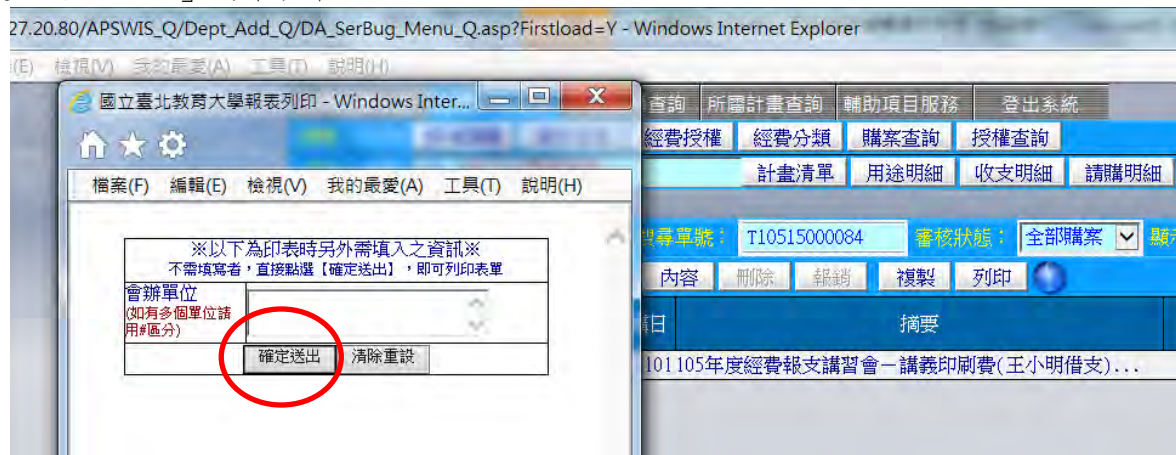 27.20.80/APSWIS_Q/Dept_Add_Q/DA_SerBug_Menu_Q.asp?Firstload=Y - Windows Internet Explorer
(E) 檢視(V) 我的最愛(A) 工具(T) 說明(H)
國立臺北教育大學報表列印 - Windows Inter...
檔案(F) 編輯(E) 檢視(V) 我的最愛(A) 工具(T) 說明(H)
※以下為印表時另外需填入之資訊※
不需填寫者，直接點選【確定送出】，即可列印表單
會辦單位
(如有多個單位請
用#區分)
確定送出 清除重設
查詢 所屬計畫查詢 輔助項目服務 登出系統
經費授權 經費分類 購案查詢 授權查詢
計畫清單 用途明細 收支明細 請購明細
搜尋單號： T10515000084 審核狀態： 全部購案 顯示
內容 刪除 報銷 複製 列印
購日 摘要
101 105年度經費報支講習會－講義印刷費(王小明借支)...